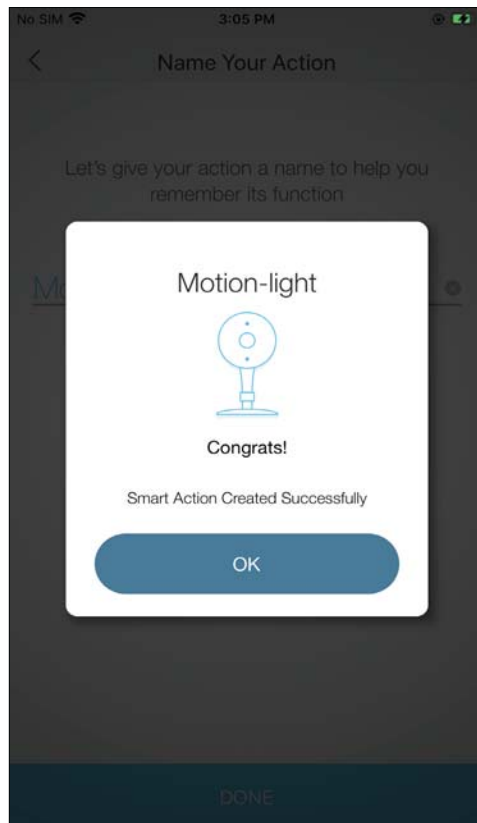 No SIM 3:05 PM
Name Your Action
Let's give your action a name to help you
remember its function
Mo
Motion-light
Congrats!
Smart Action Created Successfully
OK
DONE